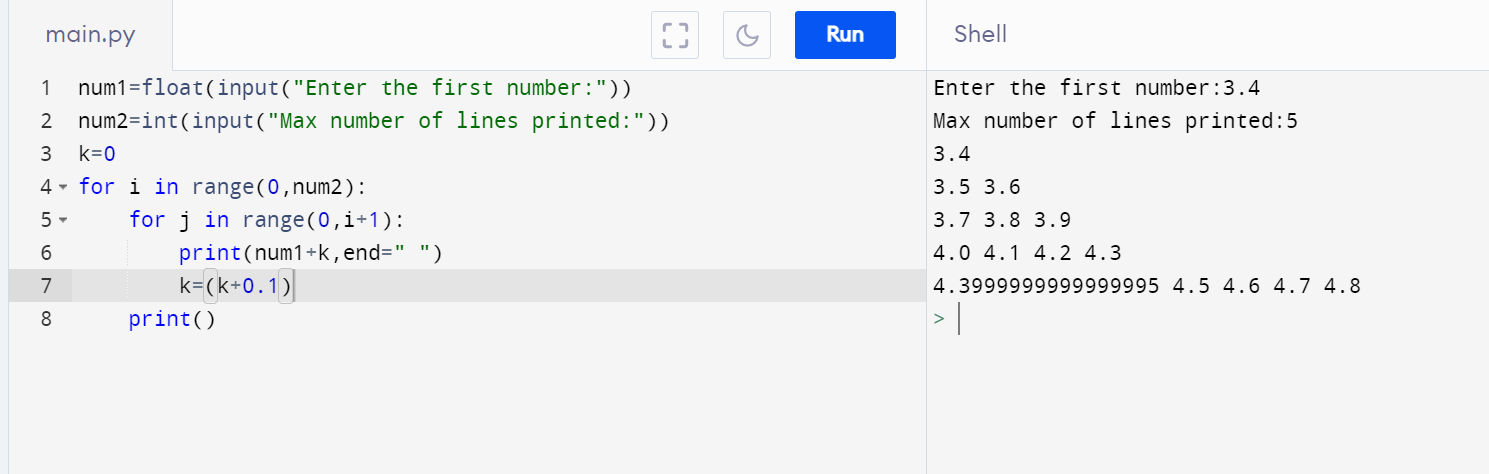 main.py
Run
Shell
1 num1=float(input("Enter the first number:"))
2 num2=int(input("Max number of lines printed:"))
3 k=0
4 for i in range(0,num2):
5     for j in range(0,i+1):
6         print(num1+k,end=" ")
7         k=(k+0.1)
8     print()
Enter the first number:3.4
Max number of lines printed:5
3.4
3.5 3.6
3.7 3.8 3.9
4.0 4.1 4.2 4.3
4.3999999999999995 4.5 4.6 4.7 4.8
>